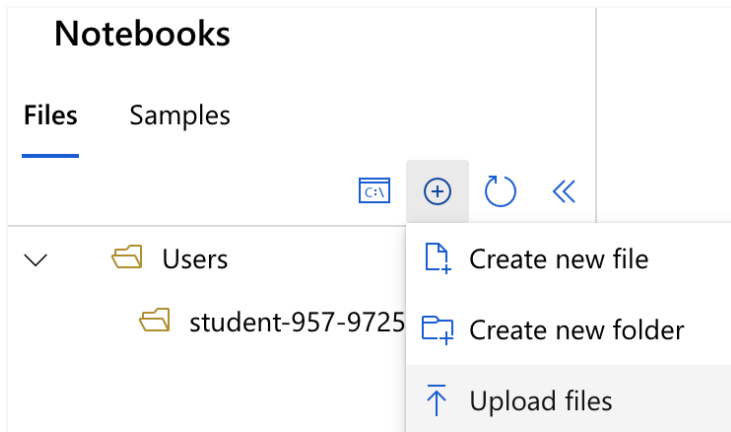 Notebooks
Files Samples
C:\
Users
Create new file
student-957-9725
Create new folder
Upload files